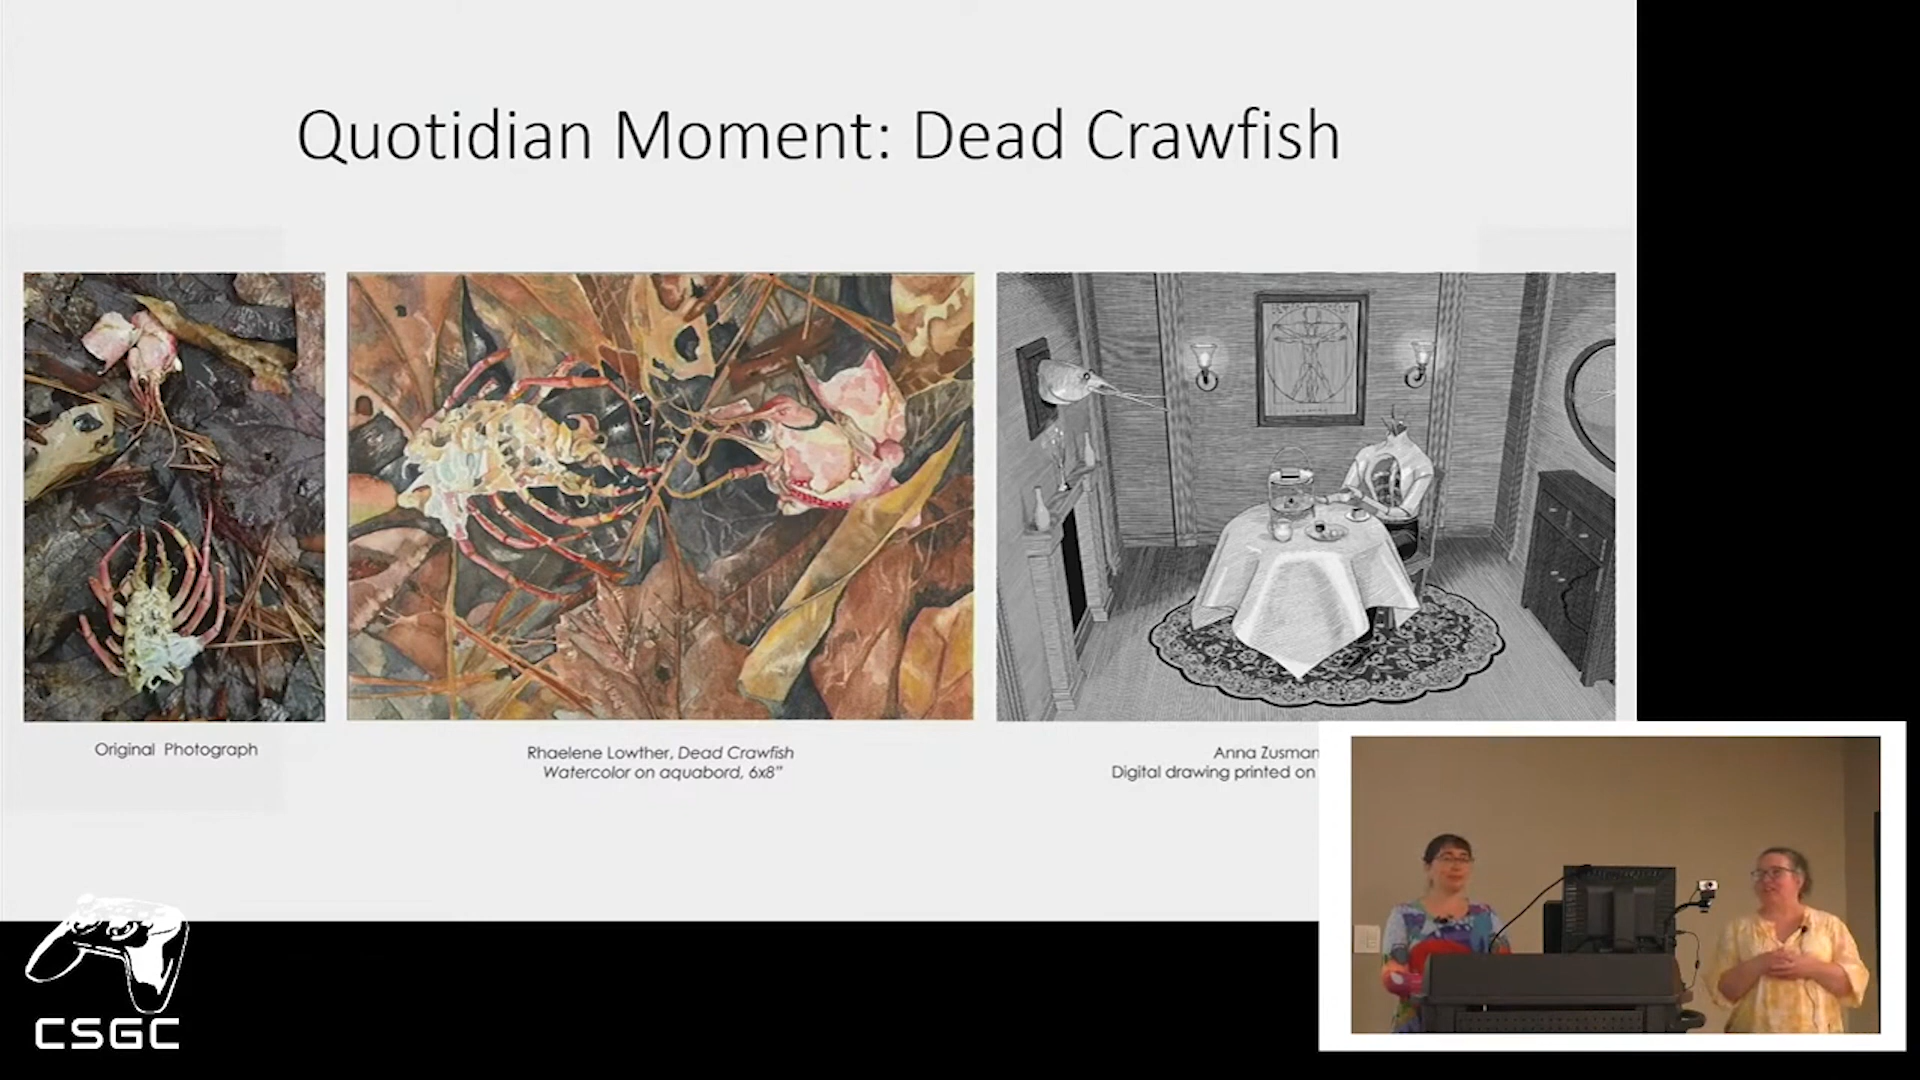 Quotidian Moment: Dead Crawfish
Original Photograph
Rhaelene Lowther, Dead Crawfish
Watercolor on aquabord, 6x8"
Anna Zusman
Digital drawing printed on
CSGC